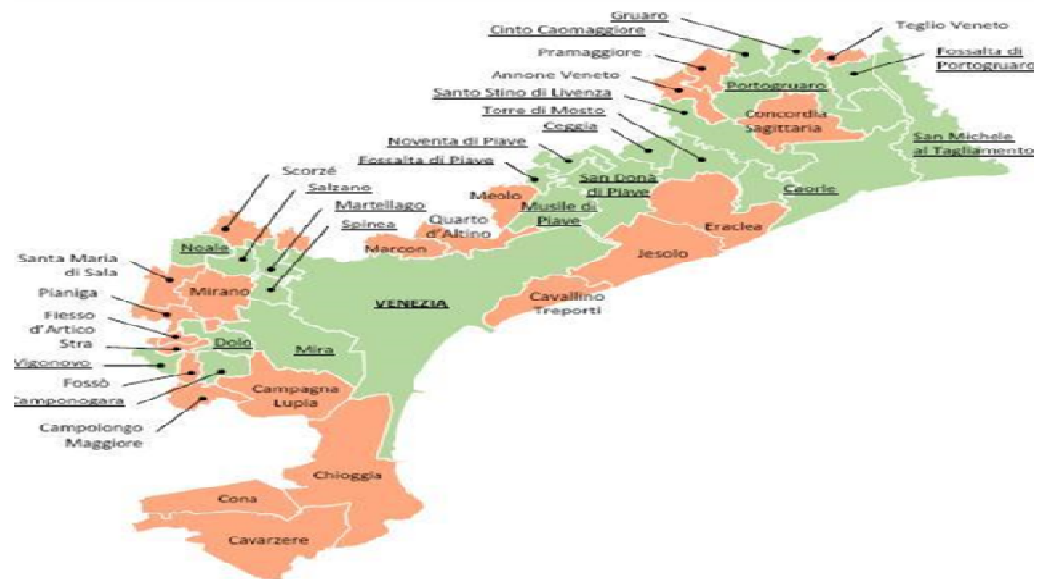 Gruaro
Cinto Caomaggiore
Teglio Veneto
Pramaggiore
Fossalta di
Portogruaro
Annone Veneto
Portogruaro
Santo Stino di Livenza
Torre di Mosto
Concordia
Sagittaria
Ceggia
San Michele
al Tagliamento
Noventa di Piave
Fossalta di Piave
San Donà
di Piave
Caorle
Scorzé
Salzano
Meolo
Musile di
Piave
Martellago
Quarto
d'Altino
Eraclea
Spinea
Noale
Marcon
Jesolo
Santa Maria
di Sala
Mirano
Pianiga
VENEZIA
Cavallino
Treporti
Fiesso
d'Artico
Stra
Dolo
Mira
Vigonovo
Fossò
Campagna
Lupia
Camponogara
Campolongo
Maggiore
Chioggia
Cona
Cavarzere